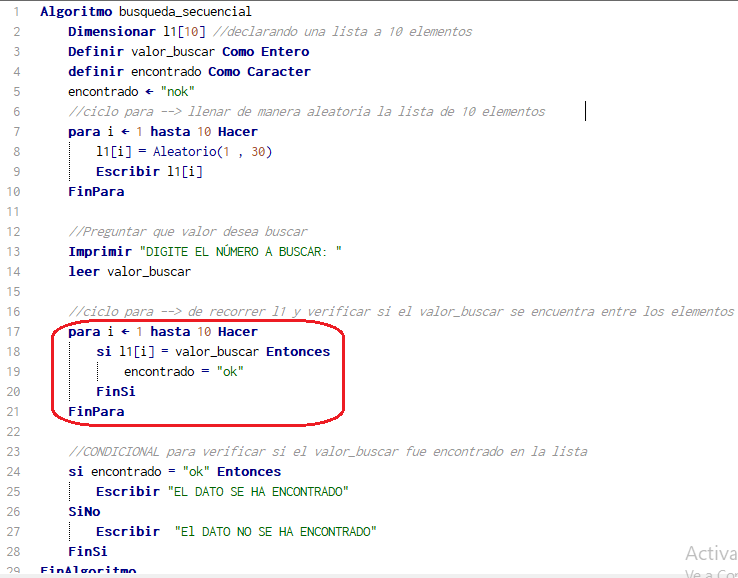 1 Algoritmo busqueda_secuencial
2 Dimensionar l1[10] //declarando una lista a 10 elementos
3 Definir valor_buscar Como Entero
4 definir encontrado Como Caracter
5 encontrado ← "nok"
6 //ciclo para --> llenar de manera aleatoria la lista de 10 elementos
7 para i ← 1 hasta 10 Hacer
8 l1[i] = Aleatorio(1 , 30)
9 Escribir l1[i]
10 FinPara
11
12 //Preguntar que valor desea buscar
13 Imprimir "DIGITE EL NÚMERO A BUSCAR: "
14 leer valor_buscar
15
16 //ciclo para --> de recorrer l1 y verificar si el valor_buscar se encuentra entre los elementos
17 para i ← 1 hasta 10 Hacer
18 si l1[i] = valor_buscar Entonces
19 encontrado = "ok"
20 FinSi
21 FinPara
22
23 //CONDICIONAL para verificar si el valor_buscar fue encontrado en la lista
24 si encontrado = "ok" Entonces
25 Escribir "EL DATO SE HA ENCONTRADO"
26 SiNo
27 Escribir "El DATO NO SE HA ENCONTRADO"
28 FinSi
29 FinAlgoritmo
Activa
Ve a Co